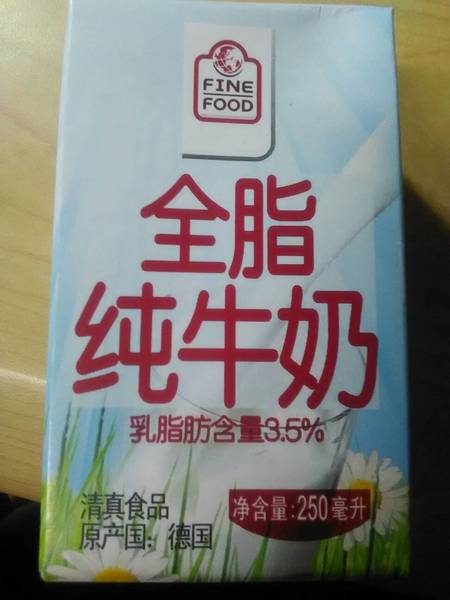 FINE
FOOD
全脂
纯牛奶
乳脂肪含量3.5%
清真食品
净含量:250毫升
原产国：德国